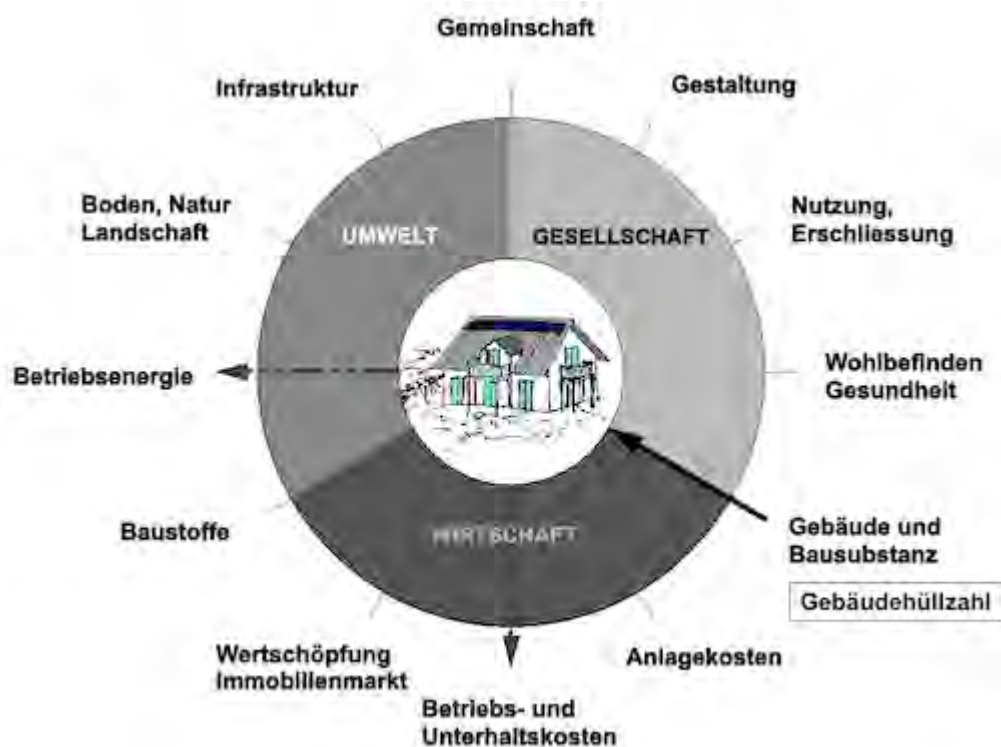 Gemeinschaft
Infrastruktur
Gestaltung
Boden, Natur
Landschaft
UMWELT
GESELLSCHAFT
Nutzung,
Erschliessung
Betriebsenergie
Wohlbefinden
Gesundheit
Baustoffe
WIRTSCHAFT
Gebäude und
Bausubstanz
Gebäudehüllzahl
Wertschöpfung
Immobilienmarkt
Anlagekosten
Betriebs- und
Unterhaltskosten